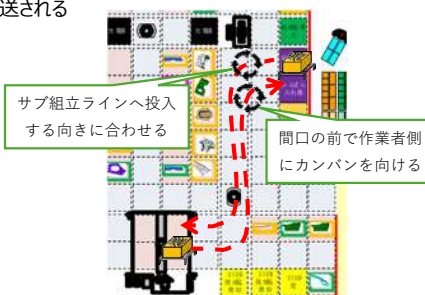 送される
サブ組立ラインへ投入
する向きに合わせる
間口の前で作業者側
にカンバンを向ける